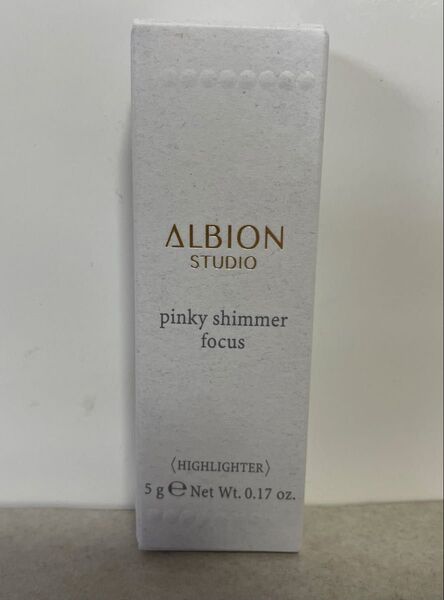 ALBION
STUDIO
pinky shimmer
focus
〈HIGHLIGHTER〉
5 g ℮ Net Wt. 0.17 oz.